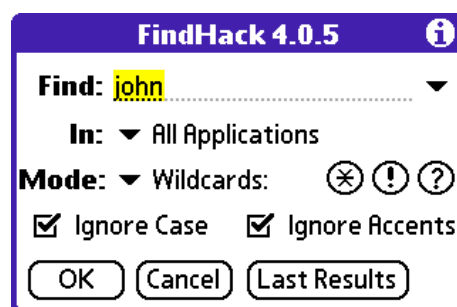 FindHack 4.0.5 i
Find: john
In: All Applications
Mode: Wildcards: * ! ?
Ignore Case Ignore Accents
OK Cancel Last Results